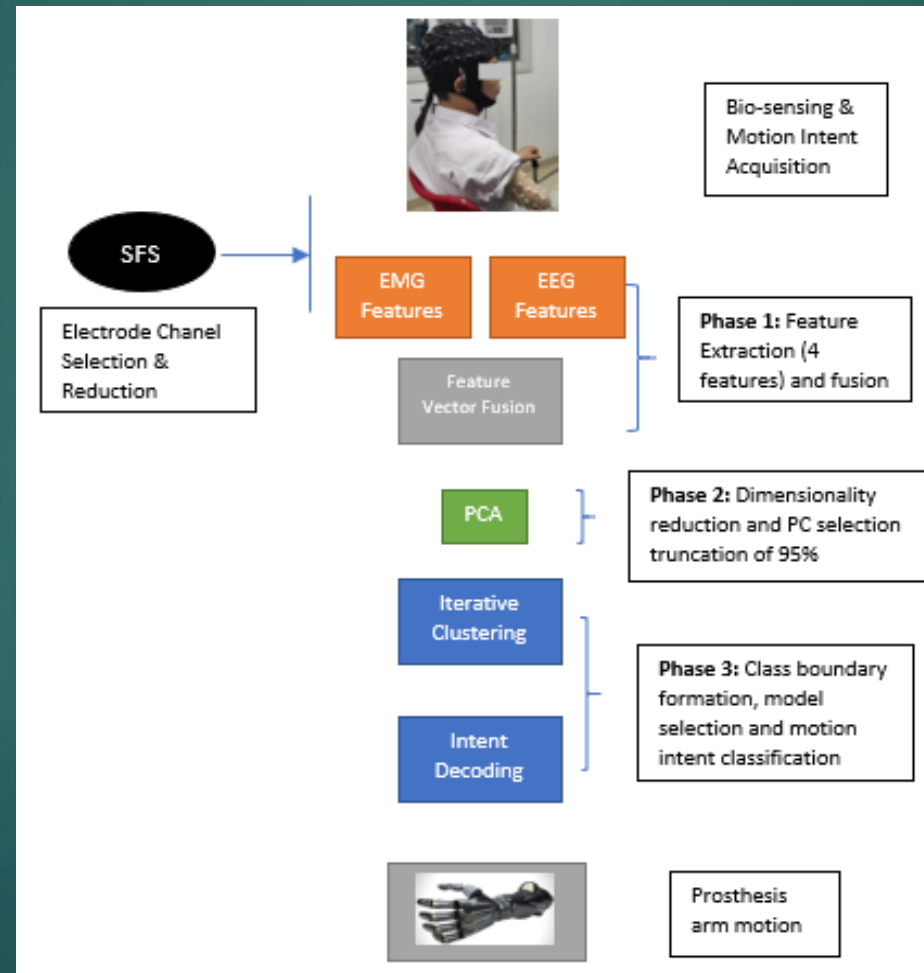 Bio-sensing &
Motion Intent
Acquisition
SFS
Electrode Chanel
Selection &
Reduction
EMG
Features
EEG
Features
Feature
Vector Fusion
Phase 1: Feature
Extraction (4
features) and fusion
PCA
Phase 2: Dimensionality
reduction and PC selection
truncation of 95%
Iterative
Clustering
Intent
Decoding
Phase 3: Class boundary
formation, model
selection and motion
intent classification
Prosthesis
arm motion